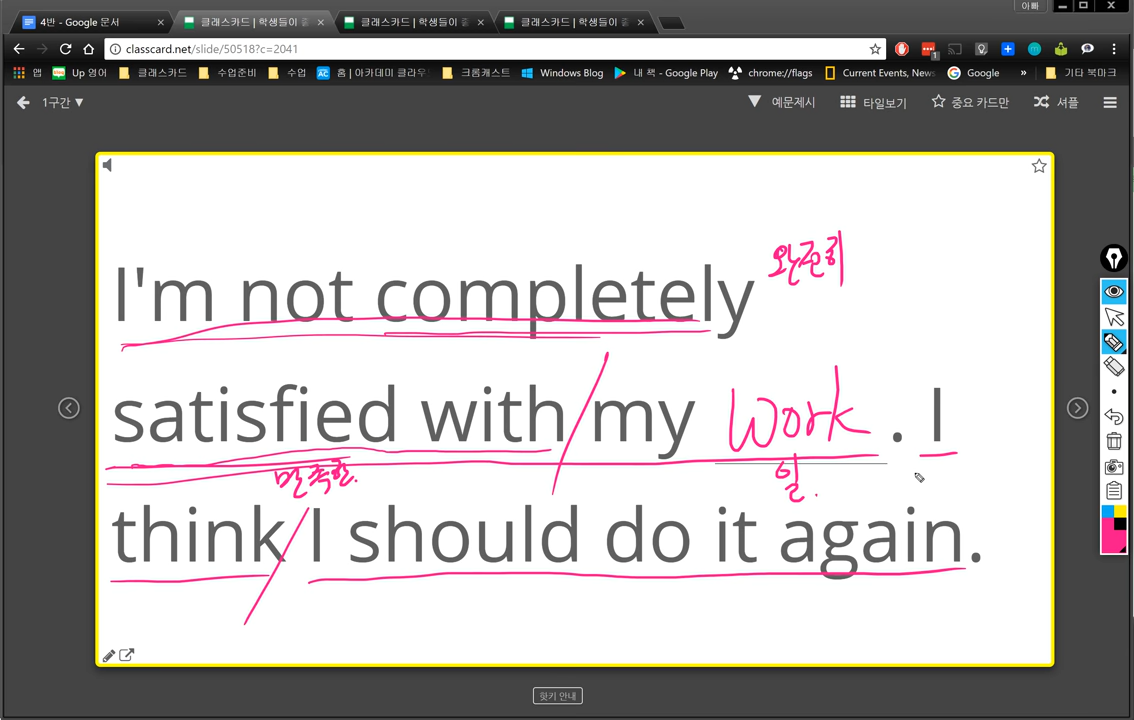 아빠
4반 - Google 문서
클래스카드 | 학생들이 좋
클래스카드 | 학생들이 좋
클래스카드 | 학생들이 좋
classcard.net/slide/50518?c=2041
1
앱
Up 영어
클래스카드
수업준비
수업
홈 | 아카데미 클라우
크롬캐스트
Windows Blog
내 책 - Google Play
chrome://flags
Current Events, News
Google
»
기타 북마크
1구간 ▼
예문제시
타일보기
중요 카드만
셔플
완전히
I'm not completely
satisfied with my work . I
만족한.
일.
think I should do it again.
핫키 안내